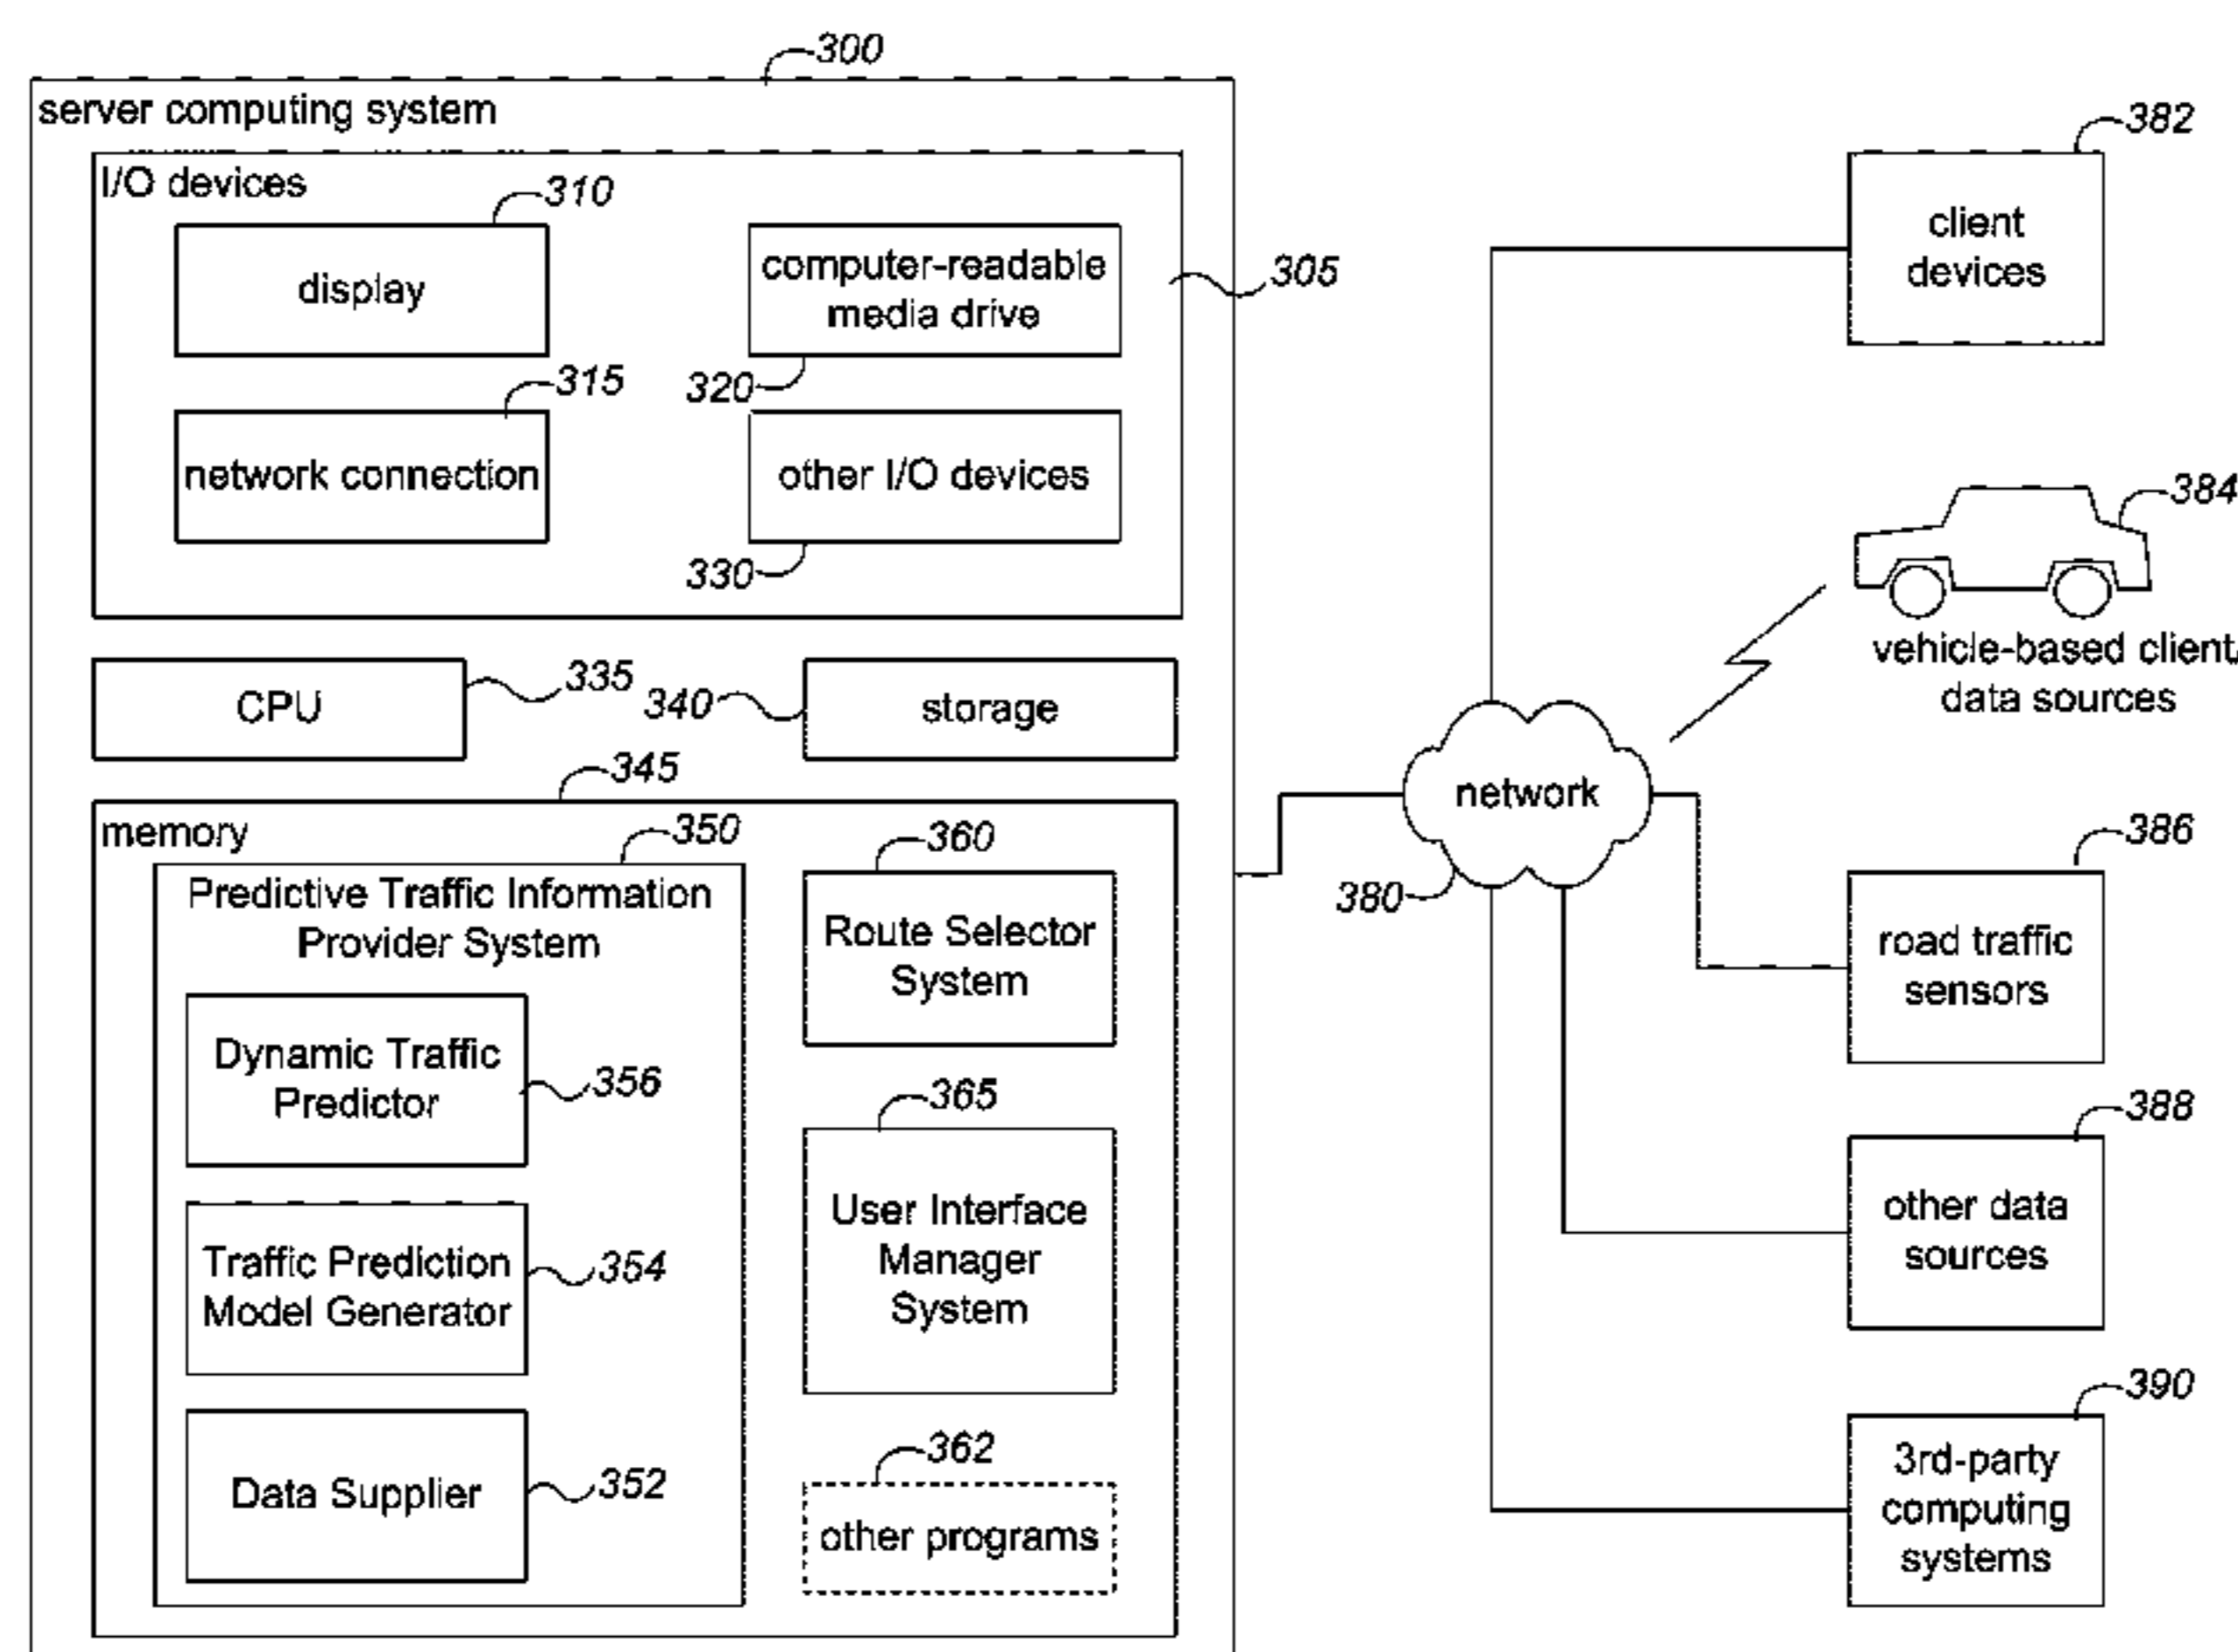 300
server computing system
I/O devices
310
display
computer-readable
media drive
305
320
315
network connection
other I/O devices
330
CPU
335
340
storage
345
memory
350
Predictive Traffic Information
Provider System
Dynamic Traffic
Predictor
356
Traffic Prediction
Model Generator
354
Data Supplier
352
360
Route Selector
System
365
User Interface
Manager
System
362
other programs
network
380
382
client
devices
384
vehicle-based client/
data sources
386
road traffic
sensors
388
other data
sources
390
3rd-party
computing
systems